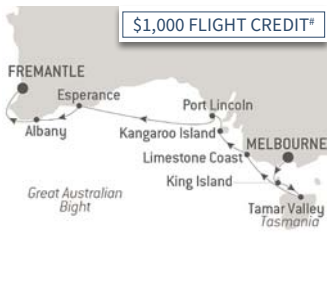 $1,000 FLIGHT CREDIT#
FREMANTLE
Esperance
Port Lincoln
Albany
Kangaroo Island
MELBOURNE
Limestone Coast
King Island
Great Australian
Bight
Tamar Valley
Tasmania